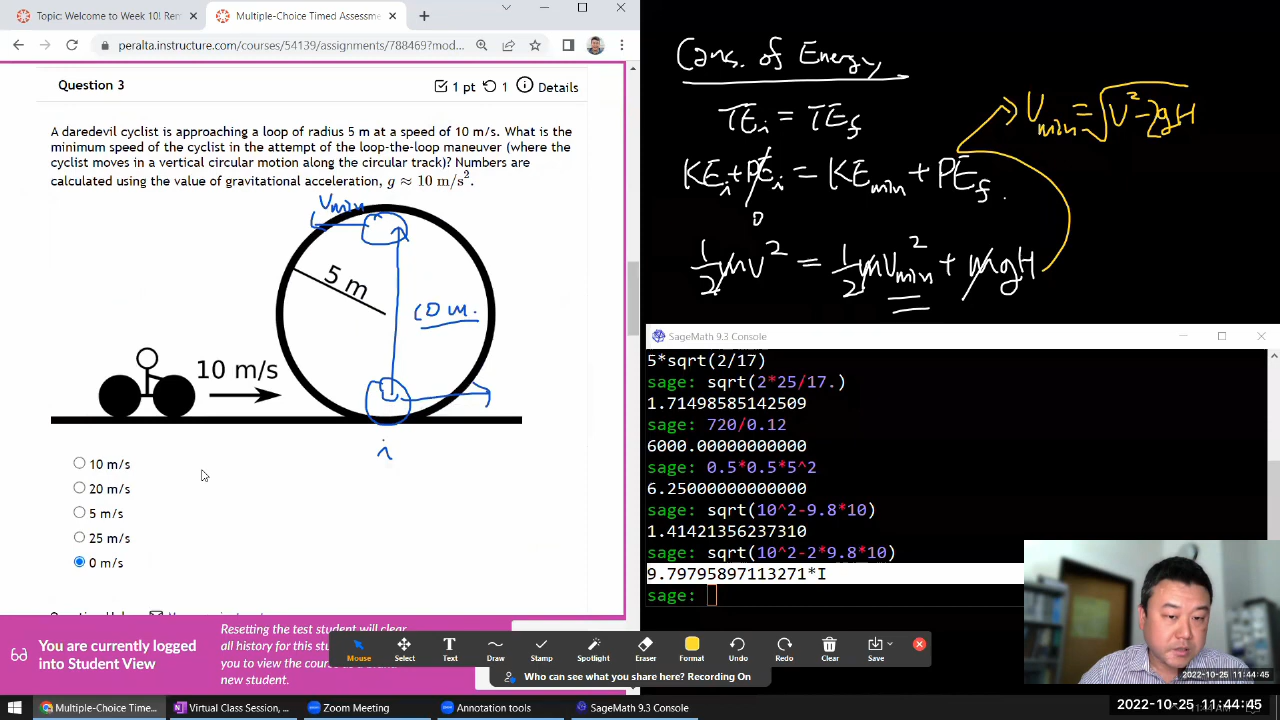 Topic: Week 10! Re
Multiple-Choice Timed Assessme
peralta.instructure.com/courses/54139/assignments/788469?mod...
Question 3
1 pt 1 Details
A daredevil cyclist is approaching a loop of radius 5 m at a speed of 10 m/s. What is the
minimum speed of the cyclist in the attempt of the loop-the-loop maneuver (where the
cyclist moves in a vertical circular motion along the circular track)? Numbers are
calculated using the value of gravitational acceleration, g ≈ 10 m/s².
Vmin
5 m
10 m.
10 m/s
i
10 m/s
20 m/s
5 m/s
25 m/s
0 m/s
You are currently logged
into Student View
Resetting the test student will clear
all history for this stu
you to view the cours
new student.
Cons. of Energy
TEi = TEf
KEi + PEi = KEmin + PEf
0
1/2 mv² = 1/2 mvmin² + mgH
Vmin = √V² - 2gH
SageMath 9.3 Console
5*sqrt(2/17)
sage: sqrt(2*25/17.)
1.71498585142509
sage: 720/0.12
6000.00000000000
sage: 0.5*0.5*5^2
6.25000000000000
sage: sqrt(10^2-9.8*10)
1.41421356237310
sage: sqrt(10^2-2*9.8*10)
9.79795897113271*I
sage:
Mouse
Select
Text
Draw
Stamp
Spotlight
Eraser
Format
Undo
Redo
Clear
Save
Who can see what you share here? Recording On
2022-10-25 11:44:45
Multiple-Choice Time...
Virtual Class Session, ...
Zoom Meeting
Annotation tools
SageMath 9.3 Console
2022-10-25 11:44:45